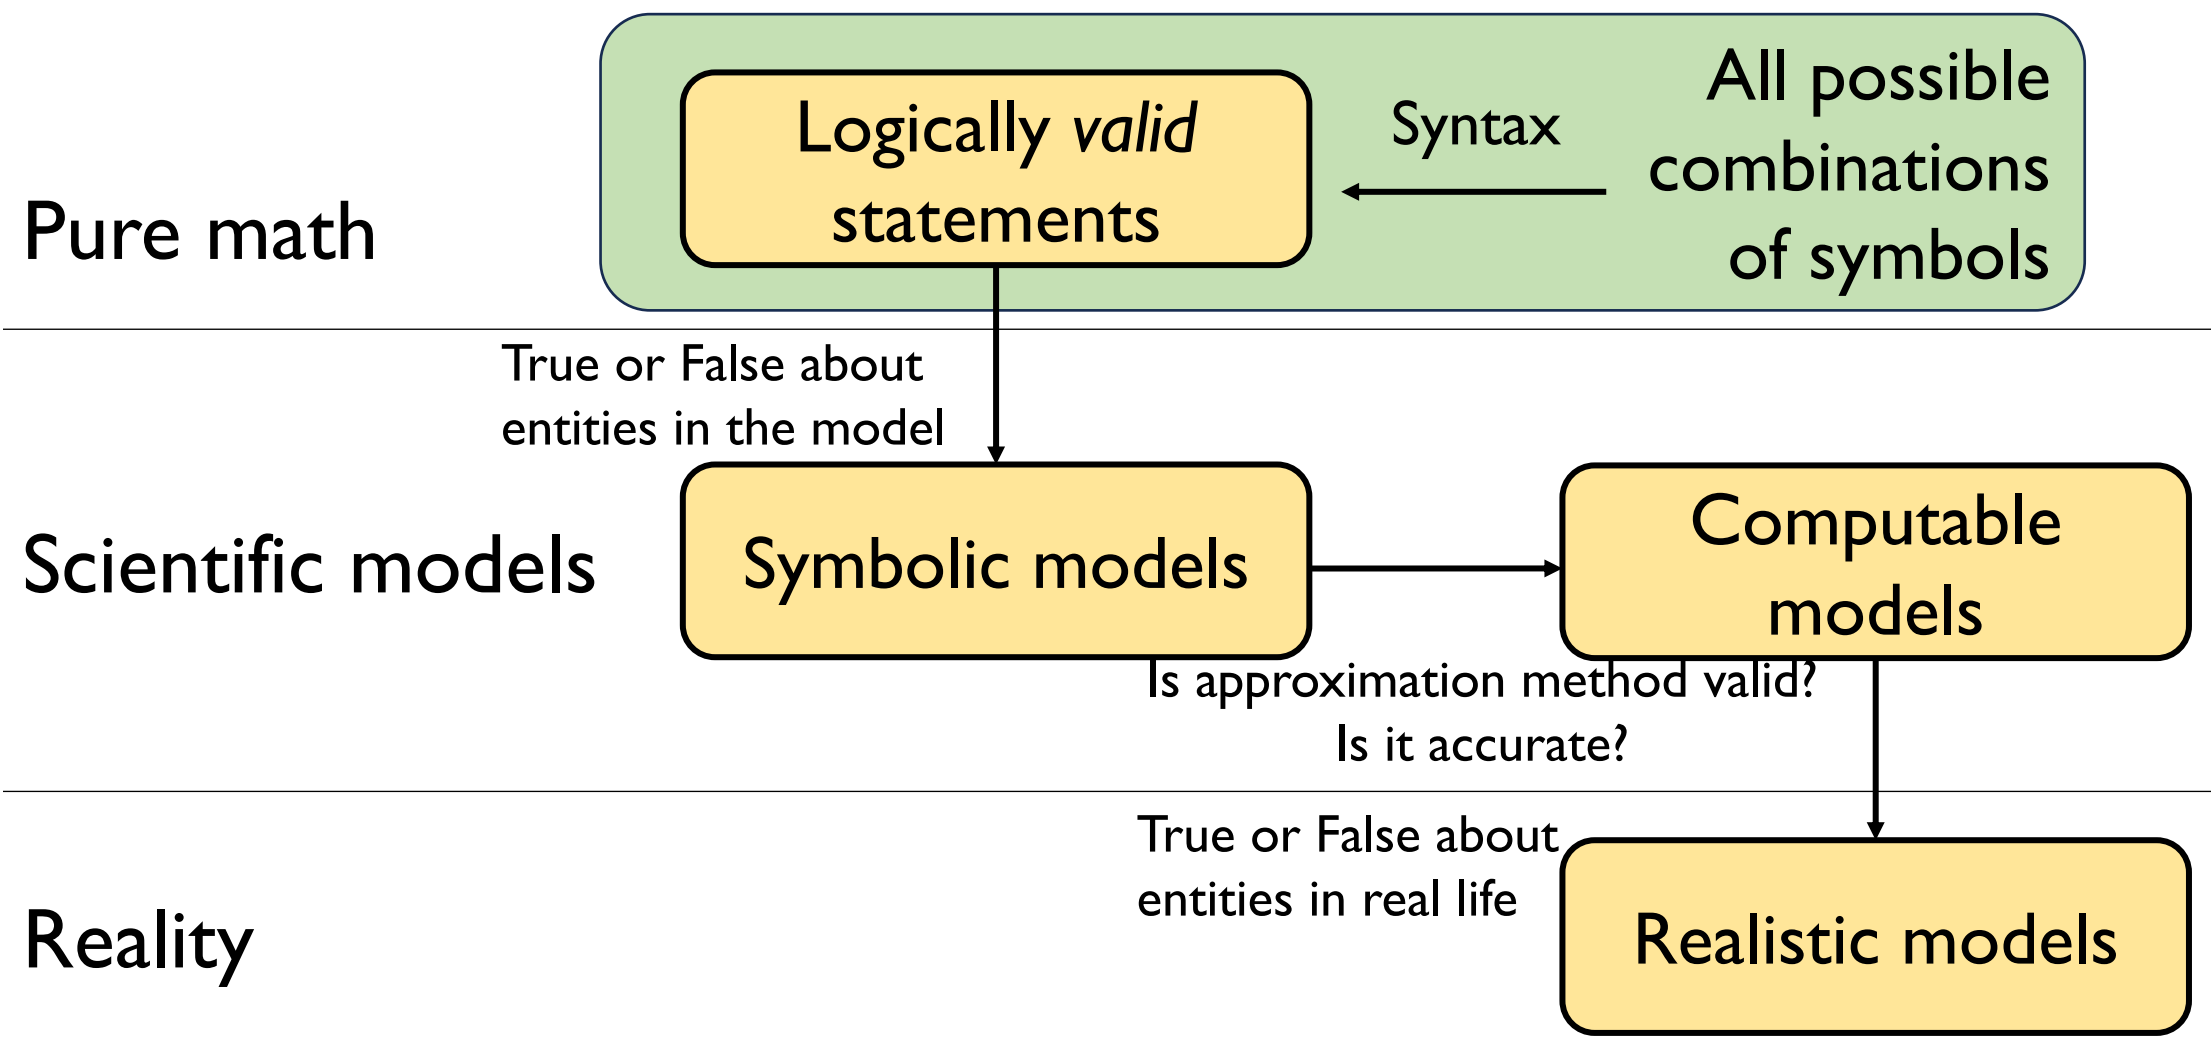 Pure math
Logically valid
statements
Syntax
All possible
combinations
of symbols
True or False about
entities in the model
Scientific models
Symbolic models
Computable
models
Is approximation method valid?
Is it accurate?
True or False about
entities in real life
Reality
Realistic models